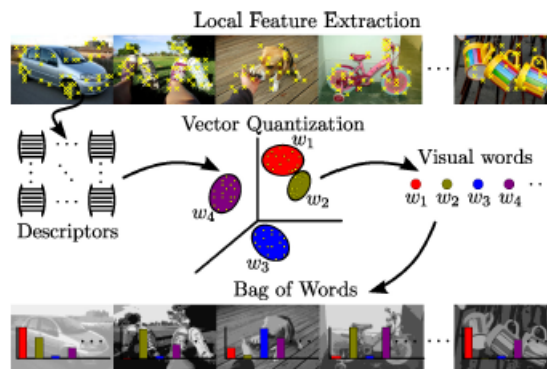 Local Feature Extraction
...
Vector Quantization
w1
w2
w3
w4
Descriptors
Visual words
w1 w2 w3 w4 ...
Bag of Words
...